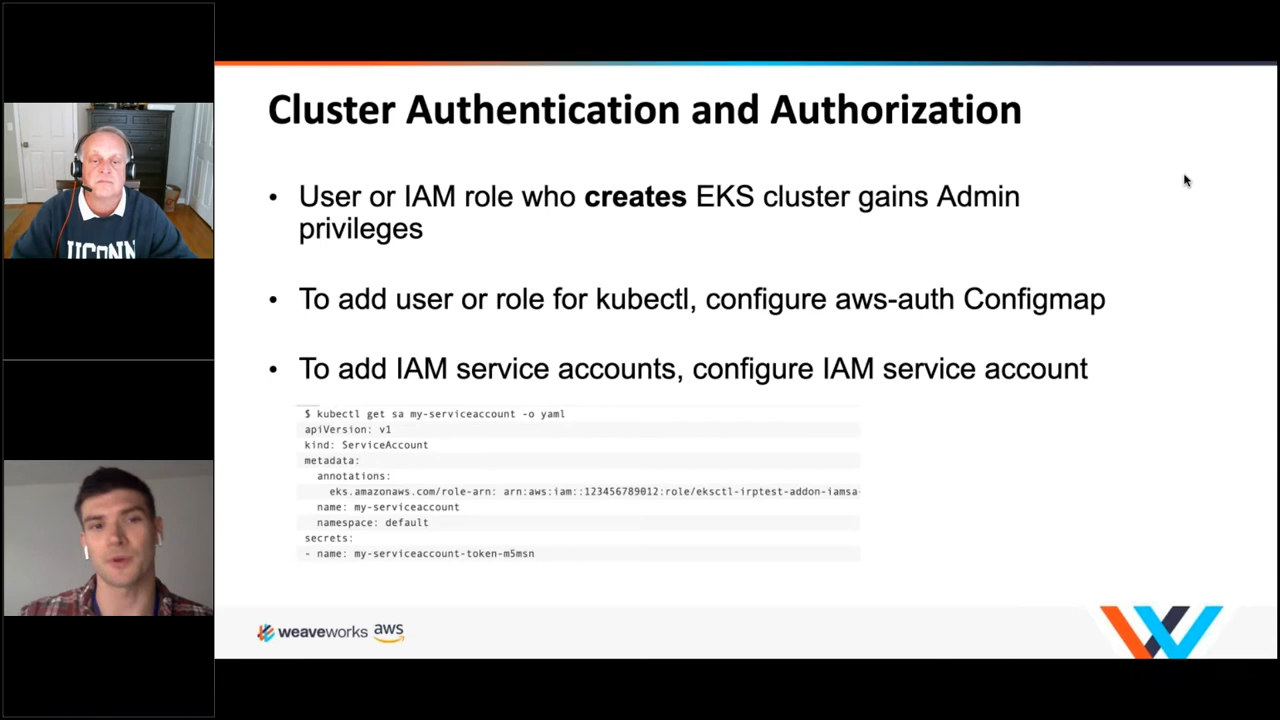 Cluster Authentication and Authorization
• User or IAM role who creates EKS cluster gains Admin
privileges
• To add user or role for kubectl, configure aws-auth Configmap
• To add IAM service accounts, configure IAM service account
$ kubectl get sa my-serviceaccount -o yaml
apiVersion: v1
kind: ServiceAccount
metadata:
annotations:
eks.amazonaws.com/role-arn: arn:aws:iam::123456789012:role/eksctl-irptest-addon-iamsa-
name: my-serviceaccount
namespace: default
secrets:
- name: my-serviceaccount-token-m5msn
weaveworks aws
UCONN